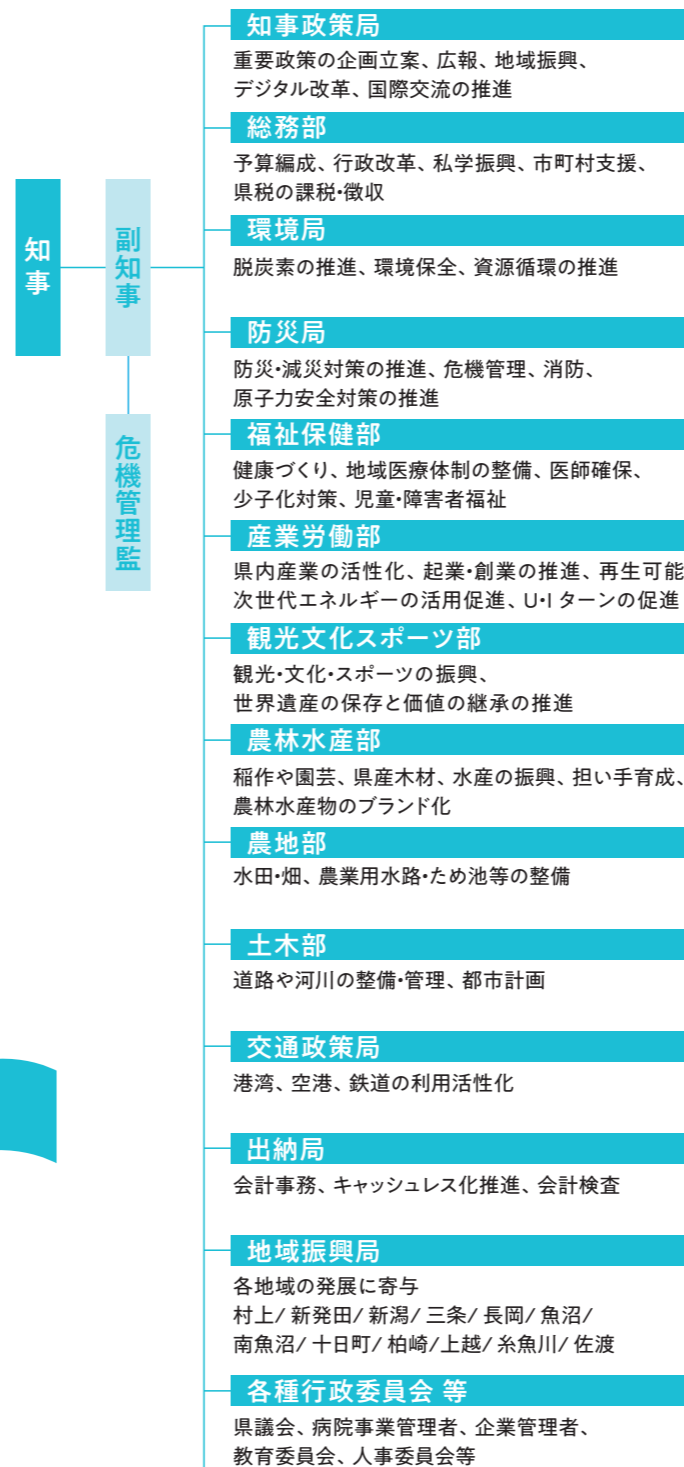 知事
副知事
危機管理監
知事政策局
重要政策の企画立案、広報、地域振興、
デジタル改革、国際交流の推進
総務部
予算編成、行政改革、私学振興、市町村支援、
県税の課税・徴収
環境局
脱炭素の推進、環境保全、資源循環の推進
防災局
防災・減災対策の推進、危機管理、消防、
原子力安全対策の推進
福祉保健部
健康づくり、地域医療体制の整備、医師確保、
少子化対策、児童・障害者福祉
産業労働部
県内産業の活性化、起業・創業の推進、再生可能
次世代エネルギーの活用促進、U・Iターンの促進
観光文化スポーツ部
観光・文化・スポーツの振興、
世界遺産の保存と価値の継承の推進
農林水産部
稲作や園芸、県産木材、水産の振興、担い手育成、
農林水産物のブランド化
農地部
水田・畑、農業用水路・ため池等の整備
土木部
道路や河川の整備・管理、都市計画
交通政策局
港湾、空港、鉄道の利用活性化
出納局
会計事務、キャッシュレス化推進、会計検査
地域振興局
各地域の発展に寄与
村上/ 新発田/ 新潟/ 三条/ 長岡/ 魚沼/
南魚沼/ 十日町/ 柏崎/上越/ 糸魚川/ 佐渡
各種行政委員会 等
県議会、病院事業管理者、企業管理者、
教育委員会、人事委員会等